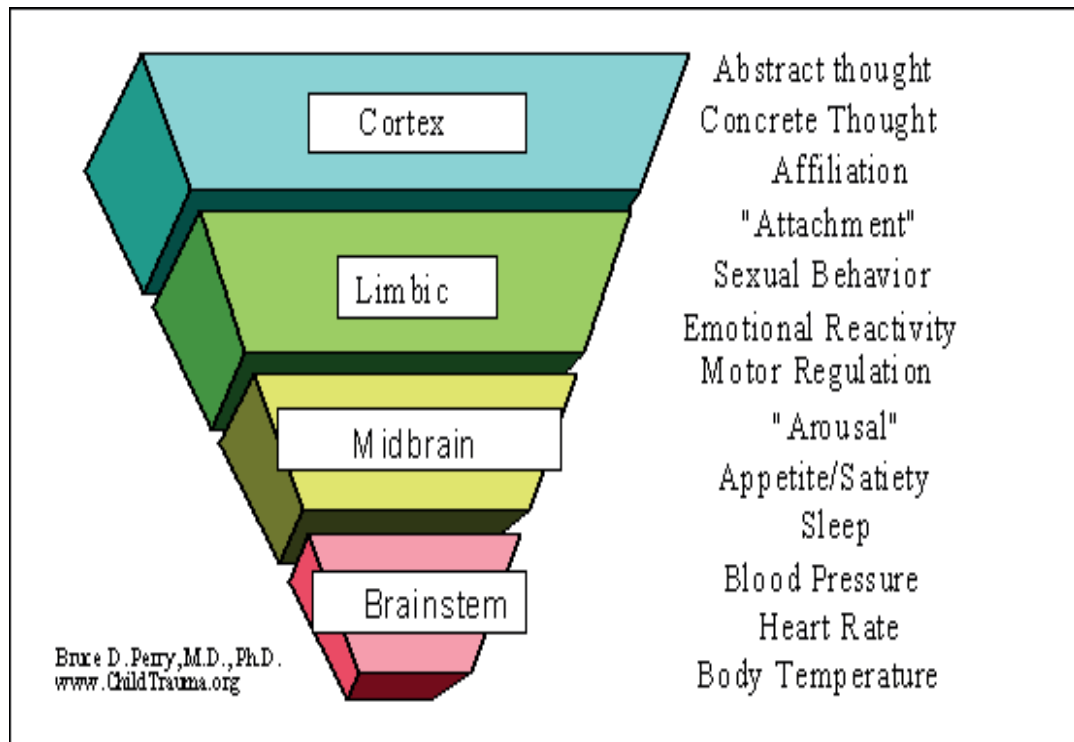 Cortex
Limbic
Midbrain
Brainstem
Abstract thought
Concrete Thought
Affiliation
"Attachment"
Sexual Behavior
Emotional Reactivity
Motor Regulation
"Arousal"
Appetite/Satiety
Sleep
Blood Pressure
Heart Rate
Body Temperature
Bruce D. Perry, M.D., Ph.D.
www.ChildTrauma.org